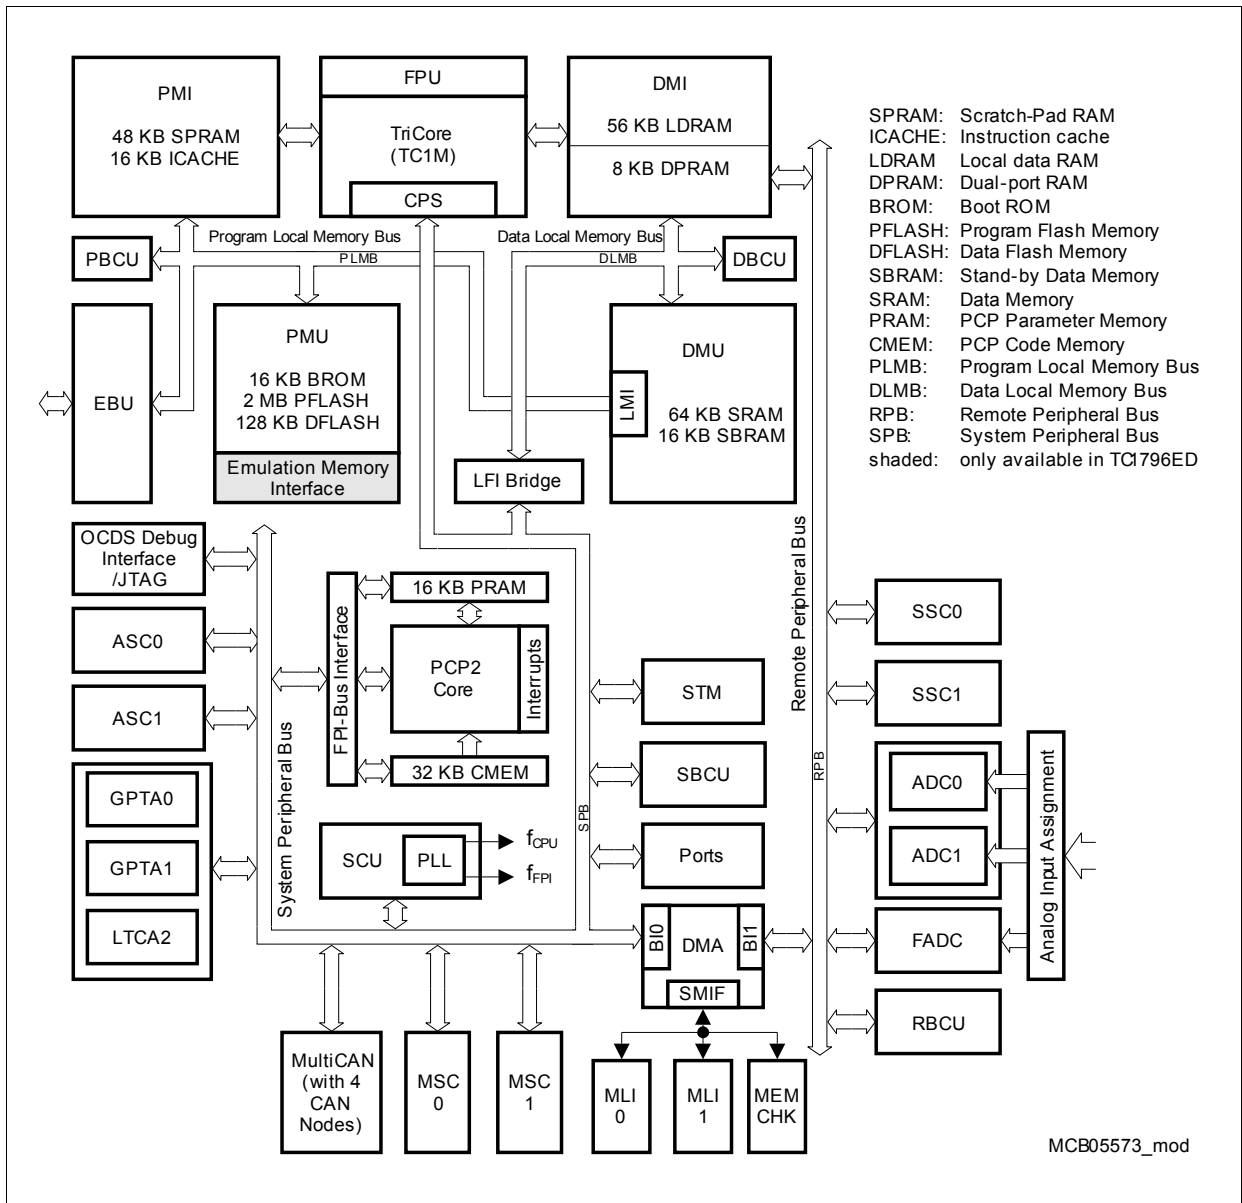 PMI
48 KB SPRAM
16 KB ICACHE
FPU
TriCore
(TC1M)
CPS
DMI
56 KB LDRAM
8 KB DPRAM
SPRAM: Scratch-Pad RAM
ICACHE: Instruction cache
LDRAM Local data RAM
DPRAM: Dual-port RAM
BROM: Boot ROM
PFLASH: Program Flash Memory
DFLASH: Data Flash Memory
SBRAM: Stand-by Data Memory
SRAM: Data Memory
PRAM: PCP Parameter Memory
CMEM: PCP Code Memory
PLMB: Program Local Memory Bus
DLMB: Data Local Memory Bus
RPB: Remote Peripheral Bus
SPB: System Peripheral Bus
shaded: only available in TC1796ED
PBCU
Program Local Memory Bus
PLMB
Data Local Memory Bus
DLMB
DBCU
EBU
PMU
16 KB BROM
2 MB PFLASH
128 KB DFLASH
Emulation Memory
Interface
DMU
LMI
64 KB SRAM
16 KB SBRAM
LFI Bridge
OCDS Debug
Interface
/JTAG
ASC0
ASC1
GPTA0
GPTA1
LTCA2
System Peripheral Bus
FPI-Bus Interface
16 KB PRAM
PCP2
Core
Interrupts
32 KB CMEM
SCU
PLL
fCPU
fFPI
SPB
STM
SBCU
Ports
BI0
DMA
BI1
SMIF
Remote Peripheral Bus
RPB
SSC0
SSC1
ADC0
ADC1
FADC
RBCU
Analog Input Assignment
MultiCAN
(with 4
CAN
Nodes)
MSC
0
MSC
1
MLI
0
MLI
1
MEM
CHK
MCB05573_mod